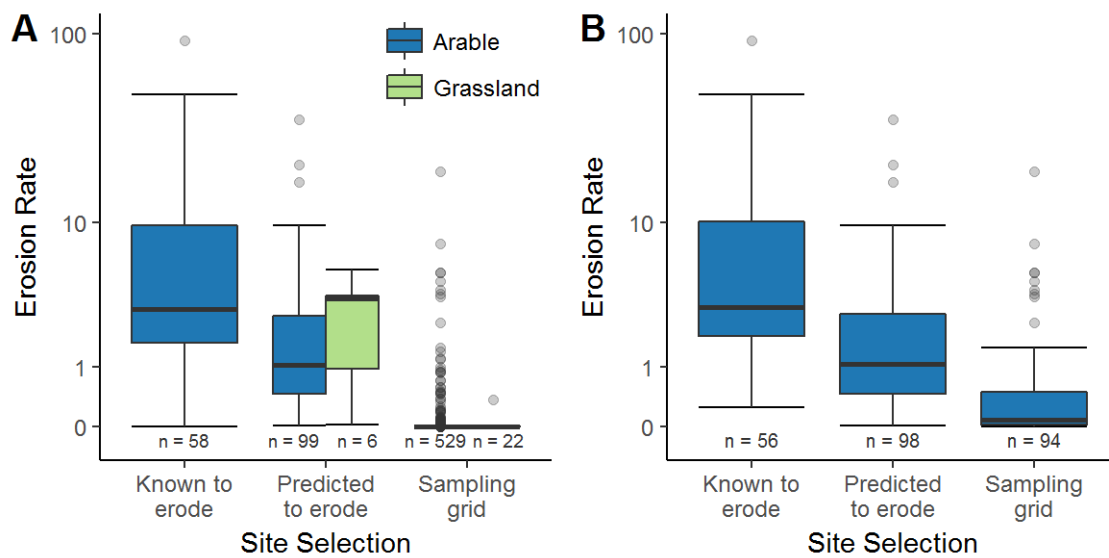 A
Erosion Rate
100
10
1
0
Arable
Grassland
n = 58
n = 99
n = 6
n = 529
n = 22
Known to
erode
Predicted
to erode
Sampling
grid
Site Selection
B
Erosion Rate
100
10
1
0
n = 56
n = 98
n = 94
Known to
erode
Predicted
to erode
Sampling
grid
Site Selection